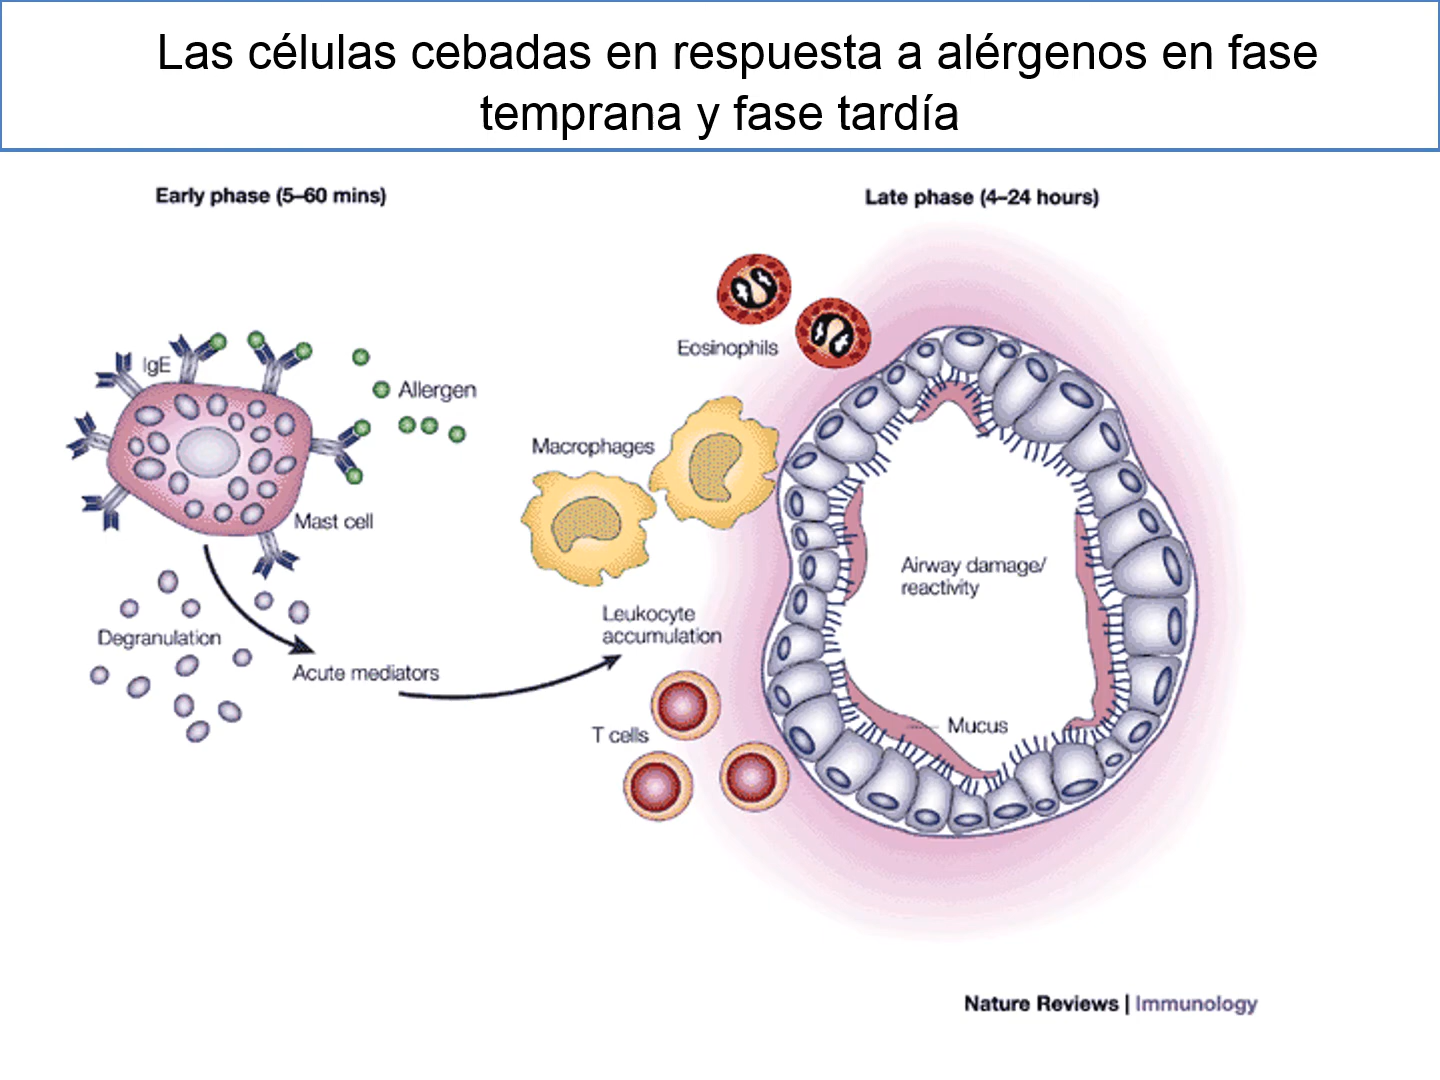 Las células cebadas en respuesta a alérgenos en fase
temprana y fase tardía
Early phase (5–60 mins)
Late phase (4–24 hours)
IgE
Allergen
Mast cell
Degranulation
Acute mediators
Eosinophils
Macrophages
Leukocyte
accumulation
T cells
Airway damage/
reactivity
Mucus
Nature Reviews | Immunology